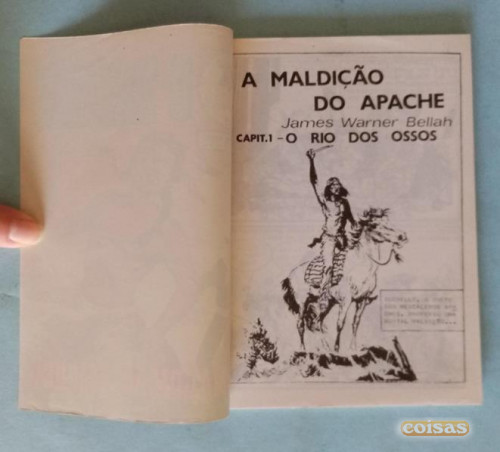 A MALDIÇÃO
DO APACHE
James Warner Bellah
CAPIT.1 - O RIO DOS OSSOS
coisas